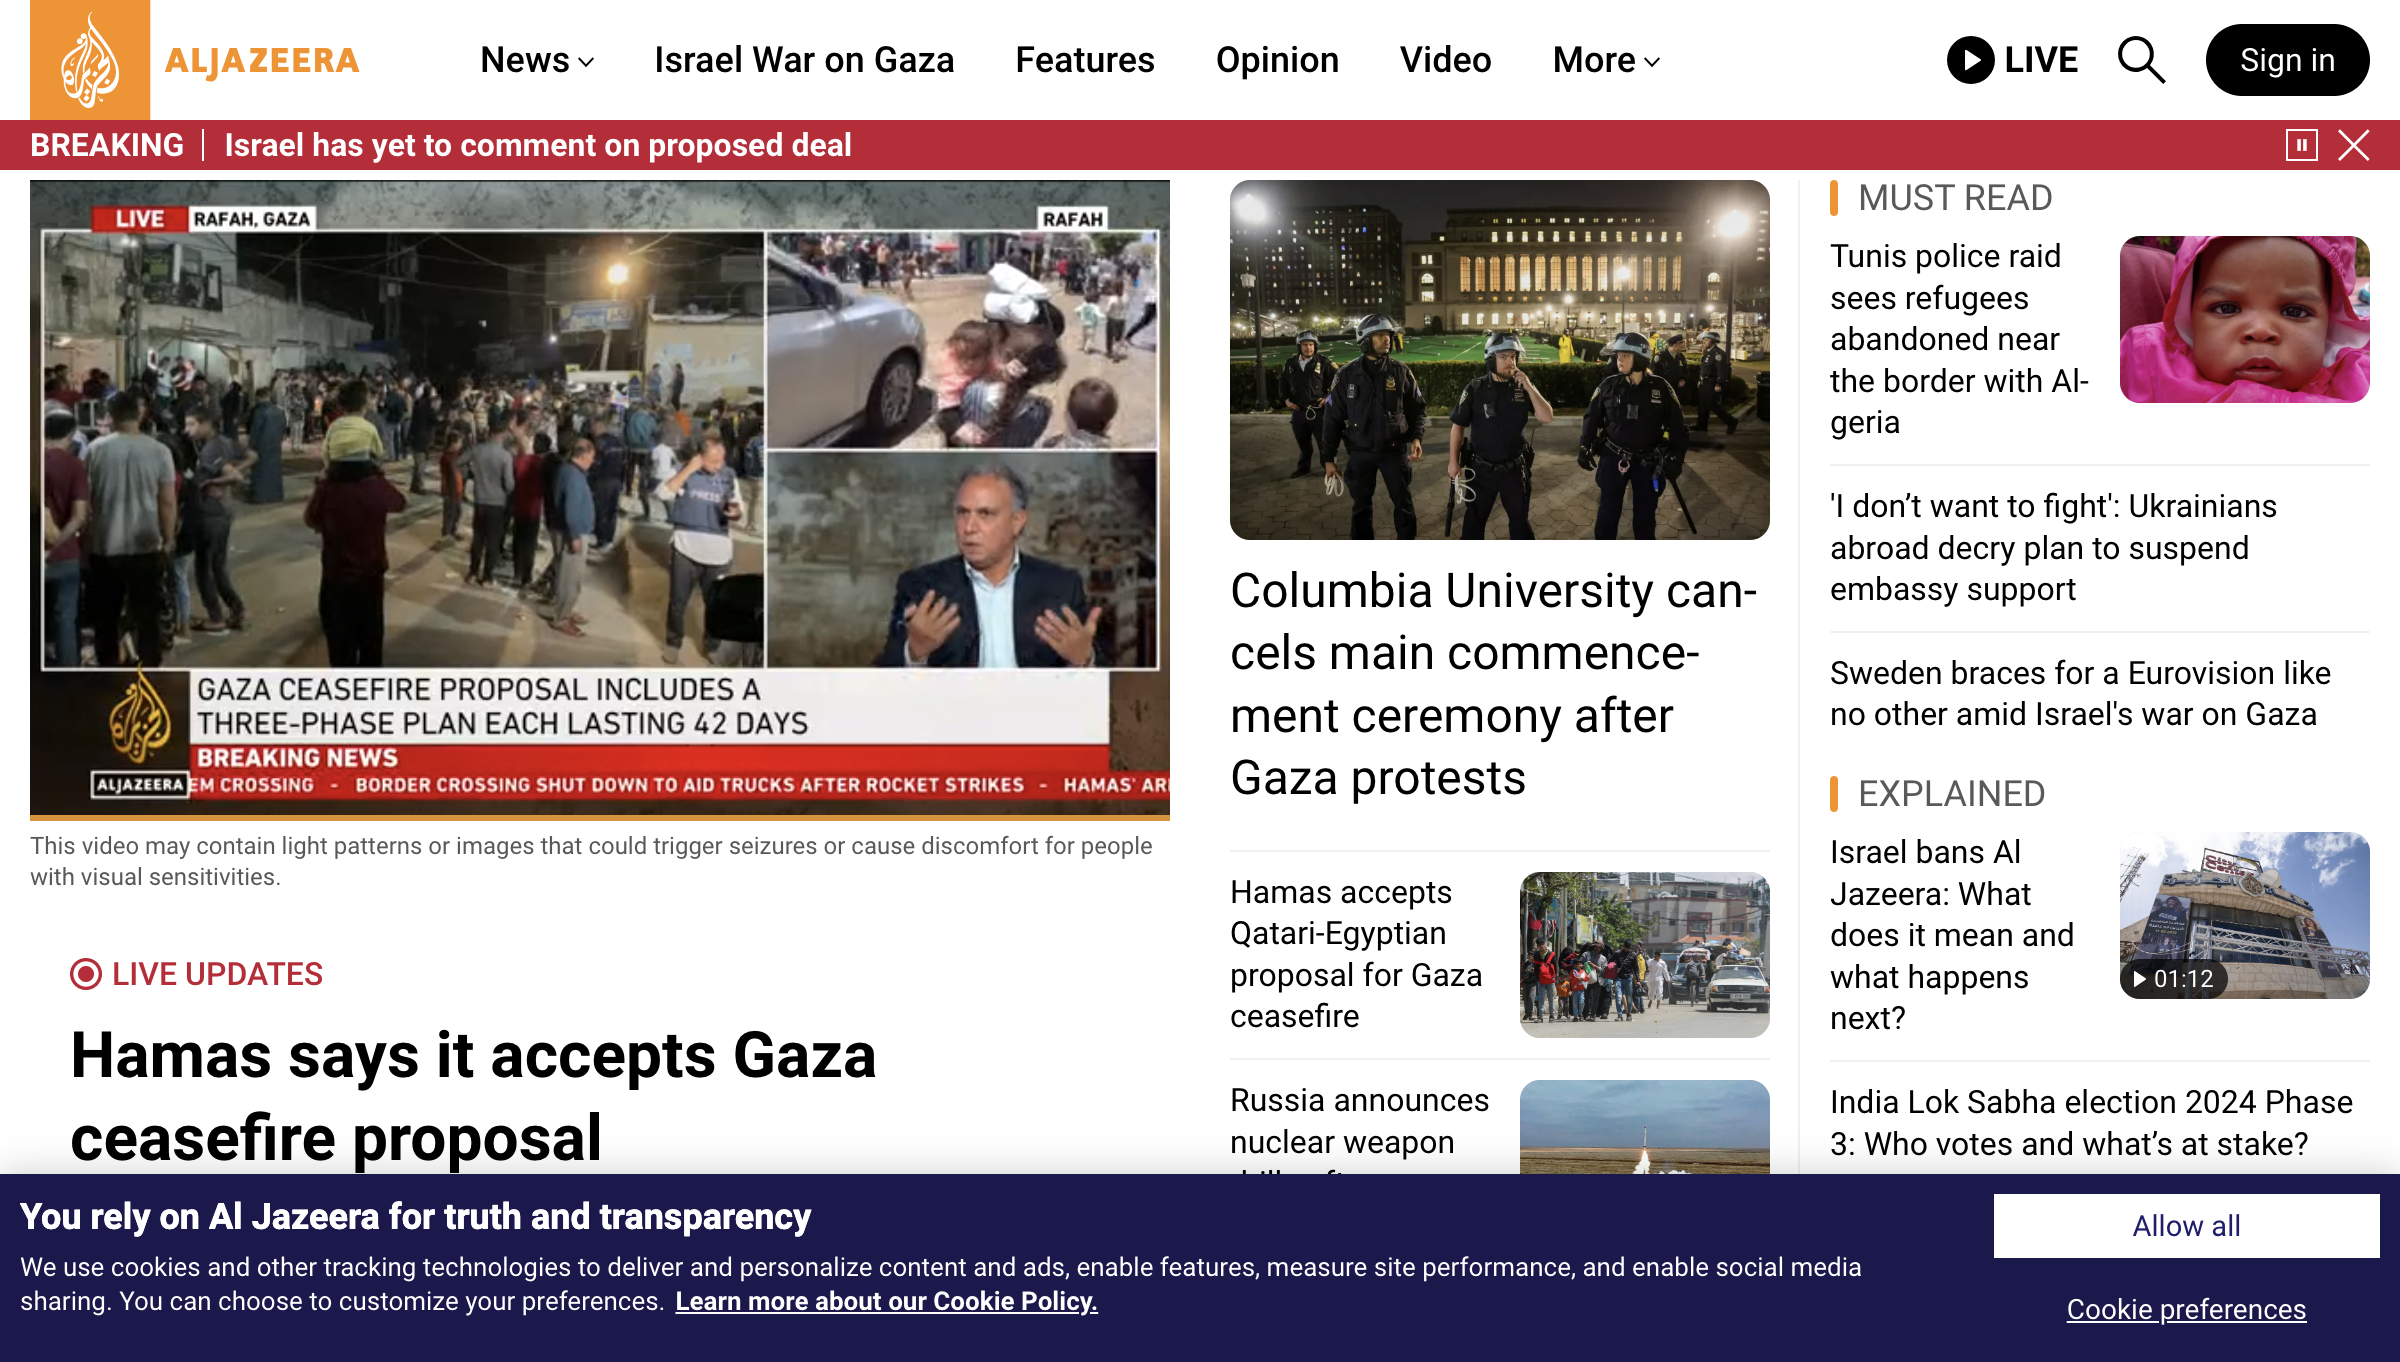 ALJAZEERA
News
Israel War on Gaza
Features
Opinion
Video
More
LIVE
Sign in
BREAKING
Israel has yet to comment on proposed deal
LIVE
RAFAH, GAZA
RAFAH
PRESS
GAZA CEASEFIRE PROPOSAL INCLUDES A
THREE-PHASE PLAN EACH LASTING 42 DAYS
BREAKING NEWS
ALJAZEERA
EM CROSSING - BORDER CROSSING SHUT DOWN TO AID TRUCKS AFTER ROCKET STRIKES - HAMAS' AR
This video may contain light patterns or images that could trigger seizures or cause discomfort for people
with visual sensitivities.
LIVE UPDATES
Hamas says it accepts Gaza
ceasefire proposal
Columbia University can-
cels main commence-
ment ceremony after
Gaza protests
Hamas accepts
Qatari-Egyptian
proposal for Gaza
ceasefire
Russia announces
nuclear weapon
MUST READ
Tunis police raid
sees refugees
abandoned near
the border with Al-
geria
'I don’t want to fight': Ukrainians
abroad decry plan to suspend
embassy support
Sweden braces for a Eurovision like
no other amid Israel's war on Gaza
EXPLAINED
Israel bans Al
Jazeera: What
does it mean and
what happens
next?
01:12
India Lok Sabha election 2024 Phase
3: Who votes and what’s at stake?
You rely on Al Jazeera for truth and transparency
We use cookies and other tracking technologies to deliver and personalize content and ads, enable features, measure site performance, and enable social media
sharing. You can choose to customize your preferences. Learn more about our Cookie Policy.
Allow all
Cookie preferences